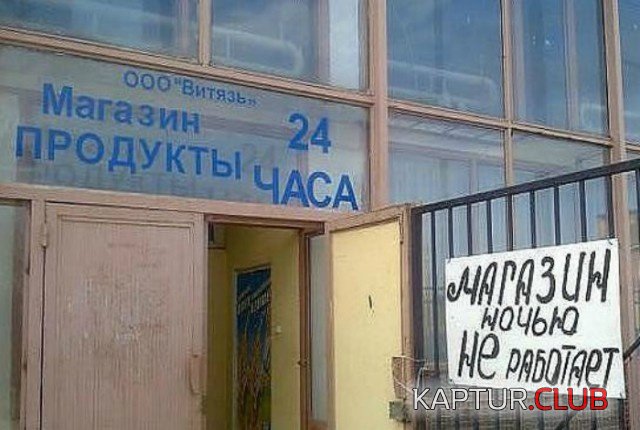 ООО "Витязь"
Магазин 24
ПРОДУКТЫ ЧАСА
МАГАЗИН
НОЧЬЮ
НЕ РАБОТАЕТ
KAPTUR.CLUB